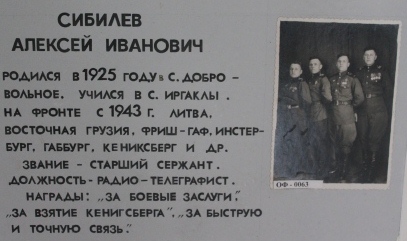 СИБИЛЕВ
АЛЕКСЕЙ ИВАНОВИЧ
РОДИЛСЯ В 1925 ГОДУ В С. ДОБРО -
ВОЛЬНОЕ. УЧИЛСЯ В С. ИРГАКЛЫ.
НА ФРОНТЕ С 1943 Г. ЛИТВА,
ВОСТОЧНАЯ ГРУЗИЯ, ФРИШ-ГАФ, ИНСТЕР-
БУРГ, ГАББУРГ, КЕНИКСБЕРГ И ДР.
ЗВАНИЕ - СТАРШИЙ СЕРЖАНТ.
ДОЛЖНОСТЬ-РАДИО-ТЕЛЕГРАФИСТ.
НАГРАДЫ: "ЗА БОЕВЫЕ ЗАСЛУГИ",
"ЗА ВЗЯТИЕ КЕНИГСБЕРГА", "ЗА БЫСТРУЮ
И ТОЧНУЮ СВЯЗЬ."
ОФ - 0063